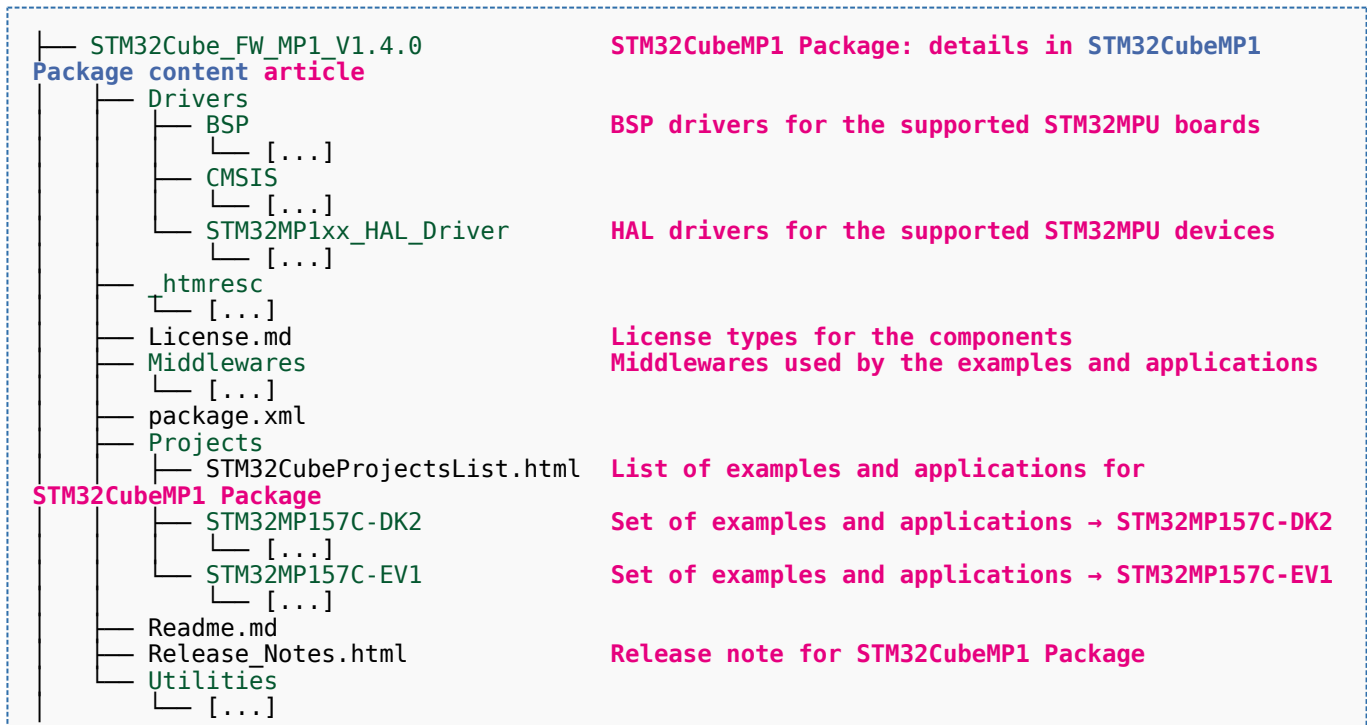 ├── STM32Cube_FW_MP1_V1.4.0 STM32CubeMP1 Package: details in STM32CubeMP1
Package content article
│   ├── Drivers
│   │   ├── BSP BSP drivers for the supported STM32MPU boards
│   │   │   └── [...]
│   │   ├── CMSIS
│   │   │   └── [...]
│   │   └── STM32MP1xx_HAL_Driver HAL drivers for the supported STM32MPU devices
│   │       └── [...]
│   ├── _htmresc
│   │   └── [...]
│   ├── License.md License types for the components
│   ├── Middlewares Middlewares used by the examples and applications
│   │   └── [...]
│   ├── package.xml
│   ├── Projects
│   │   ├── STM32CubeProjectsList.html List of examples and applications for
STM32CubeMP1 Package
│   │   ├── STM32MP157C-DK2 Set of examples and applications → STM32MP157C-DK2
│   │   │   └── [...]
│   │   └── STM32MP157C-EV1 Set of examples and applications → STM32MP157C-EV1
│   │       └── [...]
│   ├── Readme.md
│   ├── Release_Notes.html Release note for STM32CubeMP1 Package
│   └── Utilities
│       └── [...]